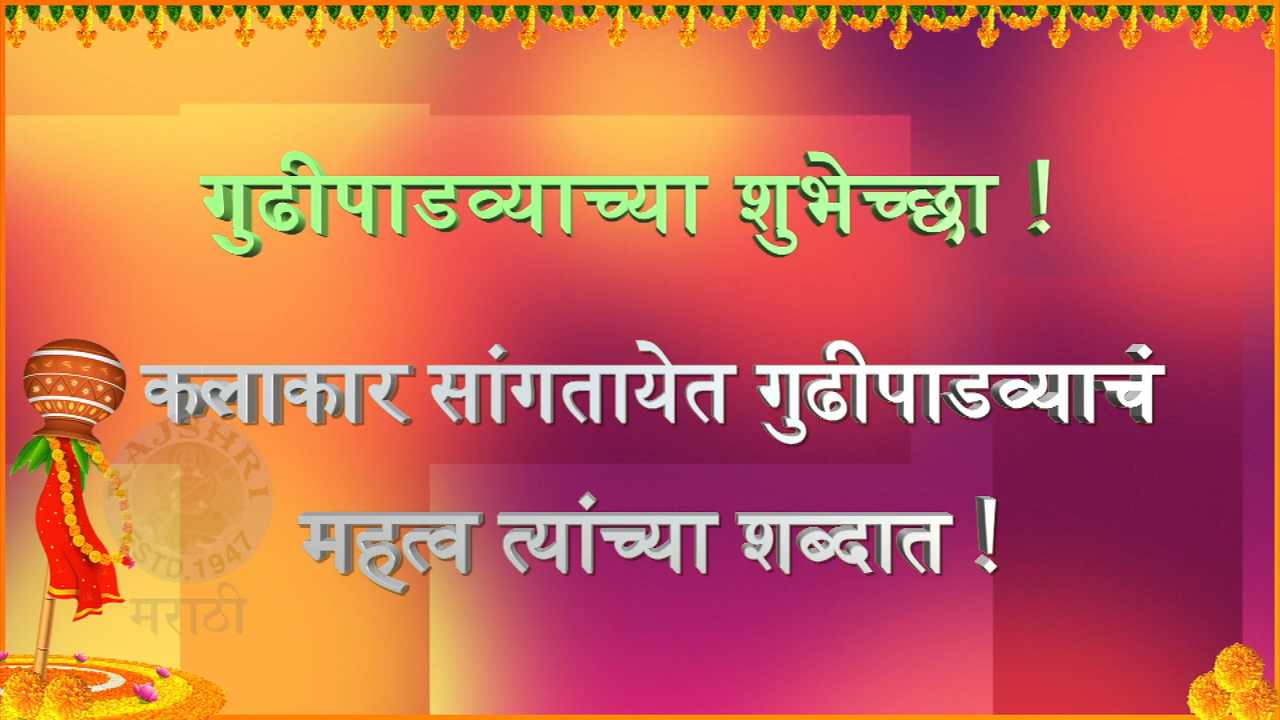 गुढीपाडव्याच्या शुभेच्छा !
कलाकार सांगतायेत गुढीपाडव्याचं
महत्व त्यांच्या शब्दात !
RAJSHRI
ESTD.1947
मराठी